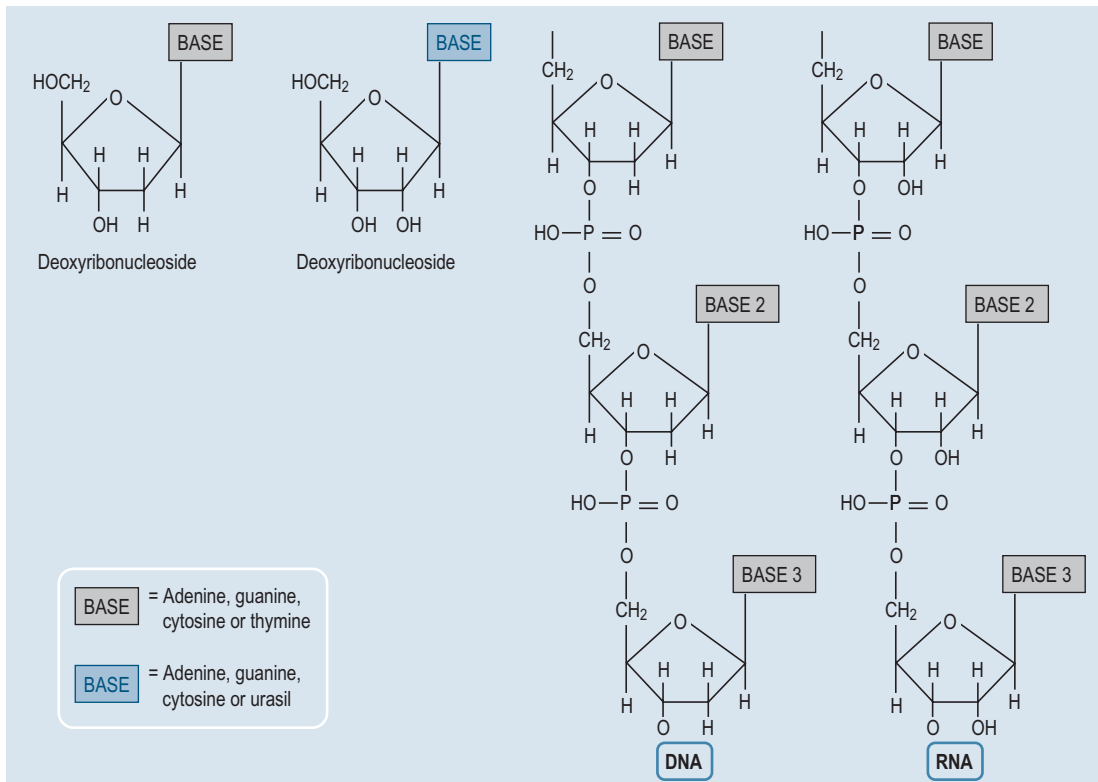 BASE
HOCH2
O
H
H
H
H
OH
H
Deoxyribonucleoside
BASE
HOCH2
O
H
H
H
H
OH
OH
Deoxyribonucleoside
BASE
CH2
O
H
H
H
H
O
H
HO—P=O
O
BASE 2
CH2
O
H
H
H
H
O
H
HO—P=O
O
BASE 3
CH2
O
H
H
H
H
O
H
DNA
BASE
CH2
O
H
H
H
H
O
OH
HO—P=O
O
BASE 2
CH2
O
H
H
H
H
O
OH
HO—P=O
O
BASE 3
CH2
O
H
H
H
H
O
OH
RNA
BASE = Adenine, guanine,
cytosine or thymine
BASE = Adenine, guanine,
cytosine or urasil